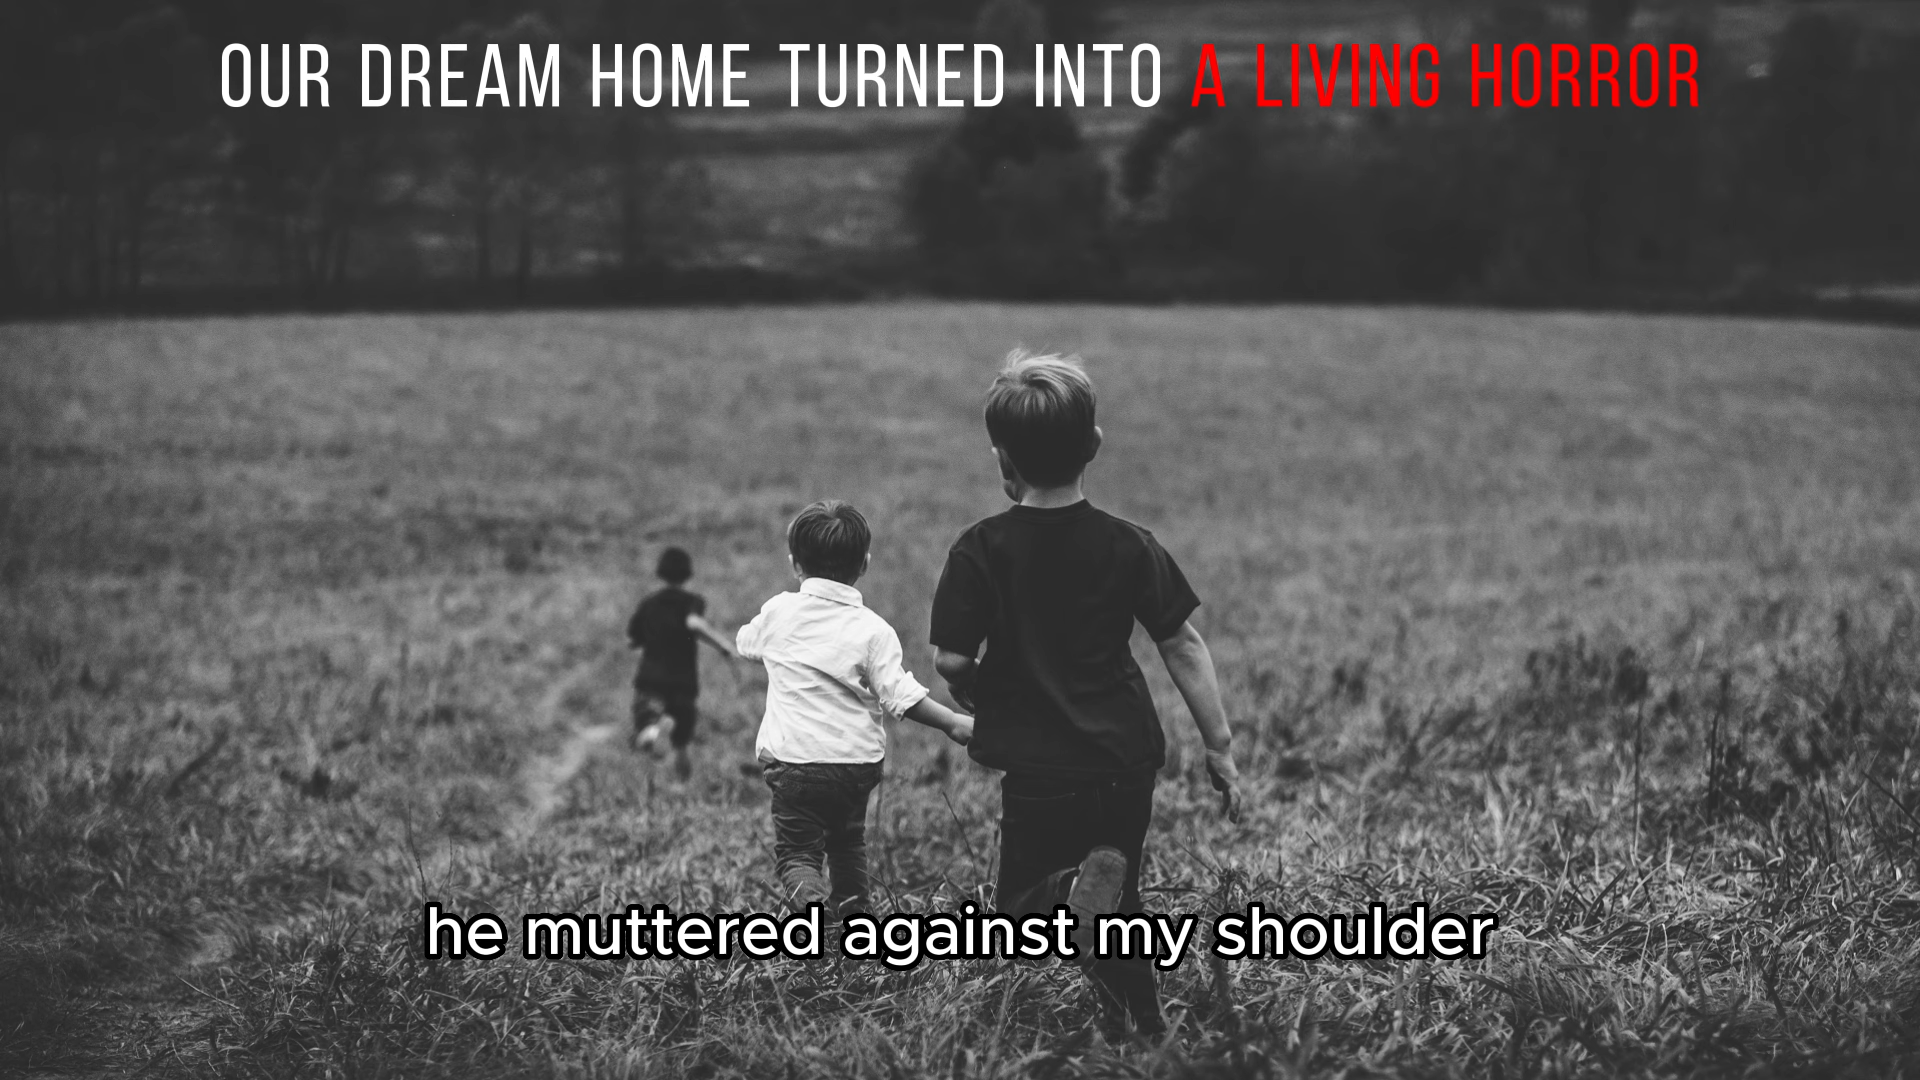 OUR DREAM HOME TURNED INTO A LIVING HORROR
he muttered against my shoulder